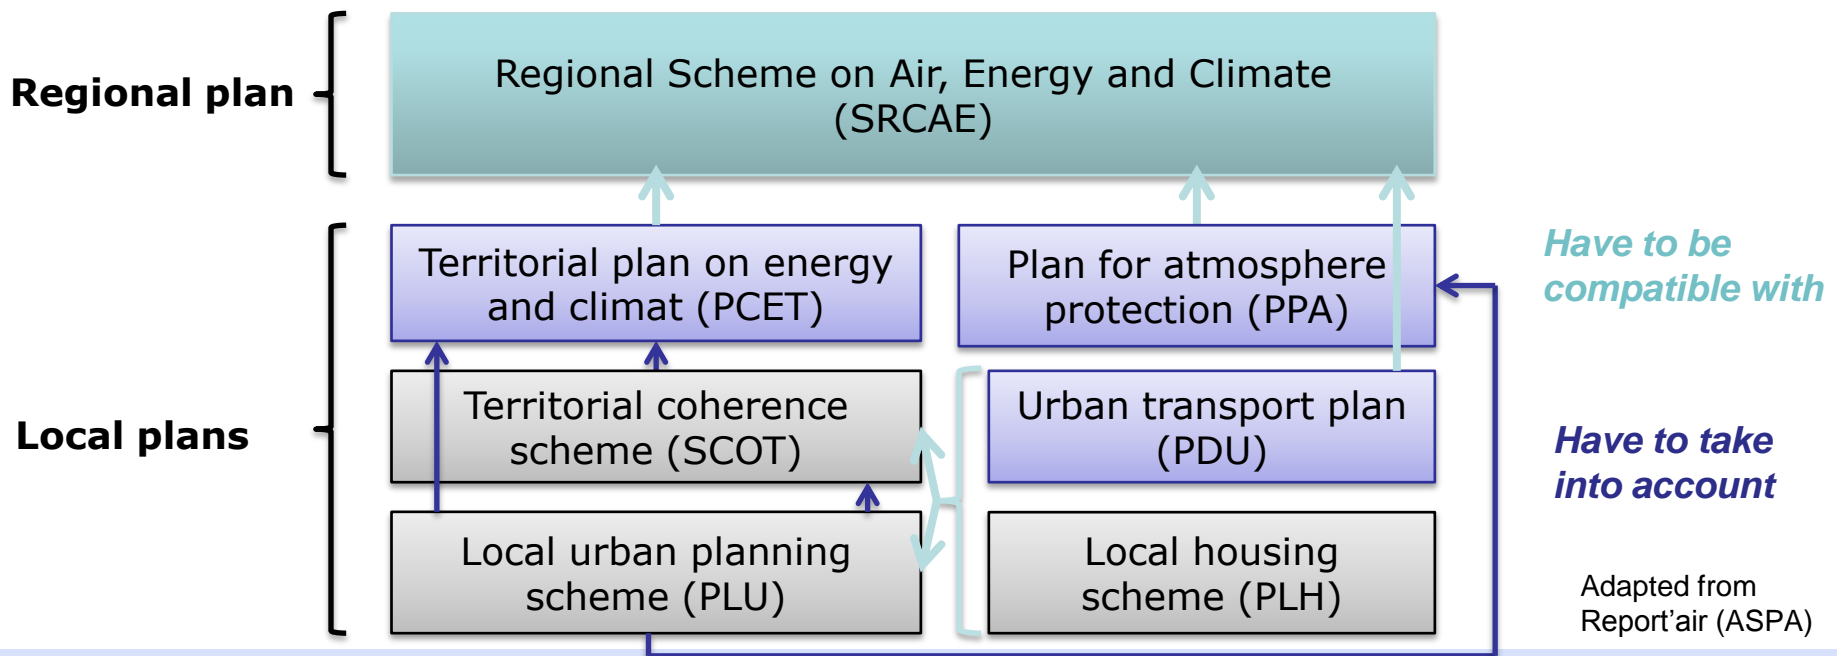 Regional plan
Regional Scheme on Air, Energy and Climate
(SRCAE)
Local plans
Territorial plan on energy
and climat (PCET)
Plan for atmosphere
protection (PPA)
Territorial coherence
scheme (SCOT)
Urban transport plan
(PDU)
Local urban planning
scheme (PLU)
Local housing
scheme (PLH)
Have to be
compatible with
Have to take
into account
Adapted from
Report’air (ASPA)